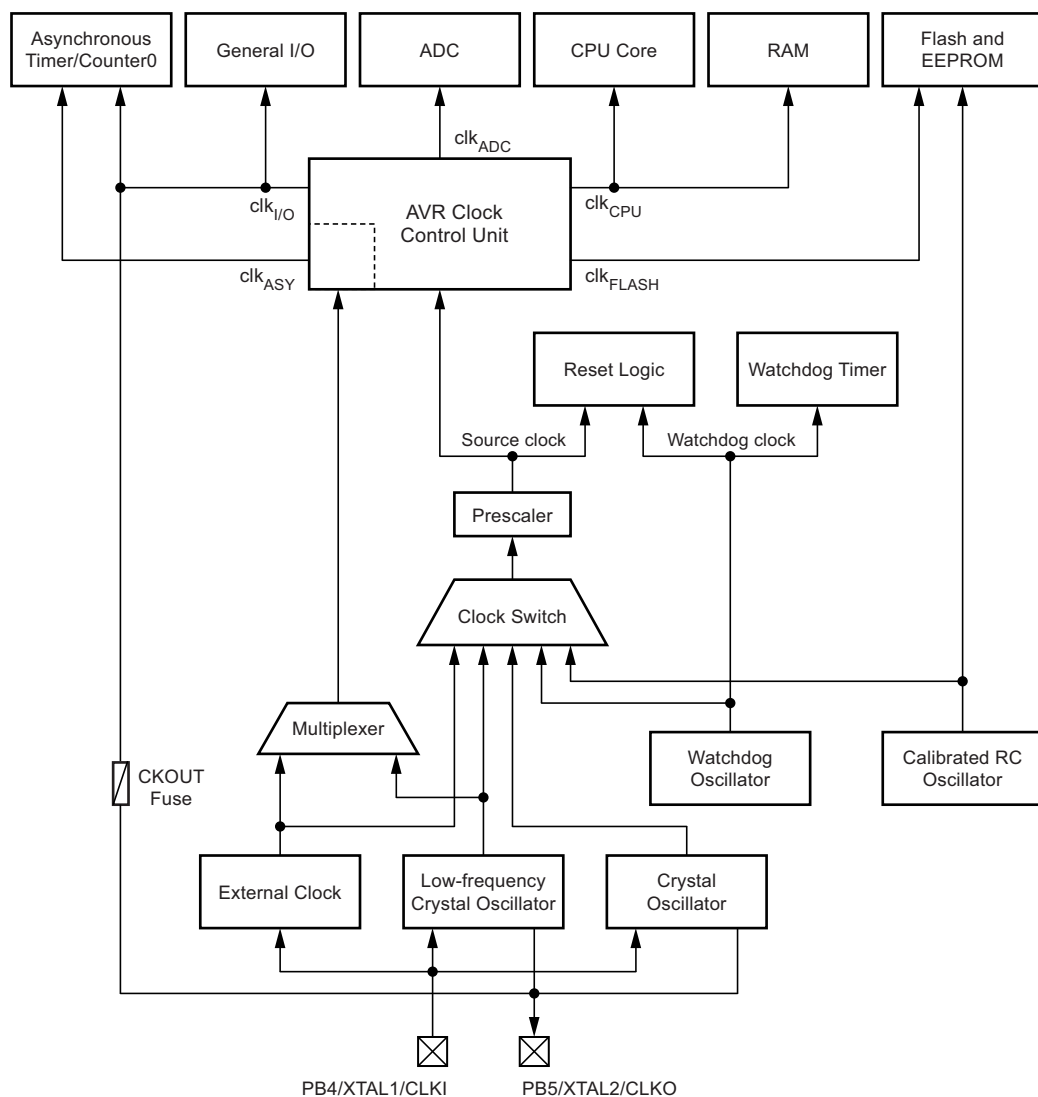 Asynchronous
Timer/Counter0
General I/O
ADC
CPU Core
RAM
Flash and
EEPROM
clkADC
clkI/O
AVR Clock
Control Unit
clkCPU
clkASY
clkFLASH
Reset Logic
Watchdog Timer
Source clock
Watchdog clock
Prescaler
Clock Switch
Multiplexer
Watchdog
Oscillator
Calibrated RC
Oscillator
CKOUT
Fuse
External Clock
Low-frequency
Crystal Oscillator
Crystal
Oscillator
PB4/XTAL1/CLKI
PB5/XTAL2/CLKO